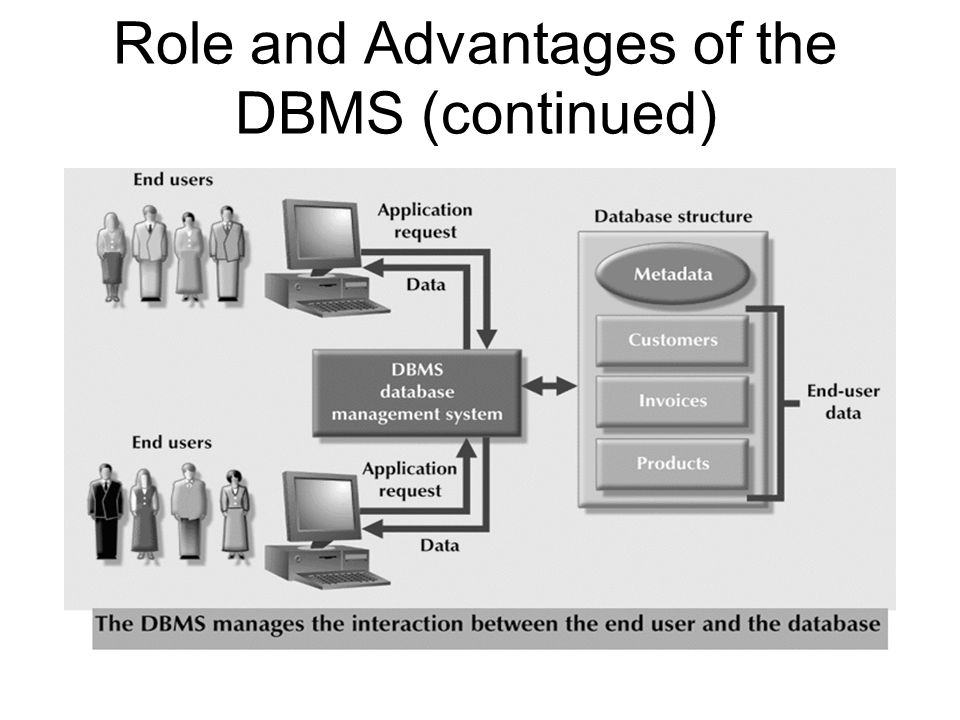 Role and Advantages of the
DBMS (continued)
End users
Application
request
Data
Database structure
Metadata
Customers
Invoices
Products
End-user
data
DBMS
database
management system
End users
Application
request
Data
The DBMS manages the interaction between the end user and the database